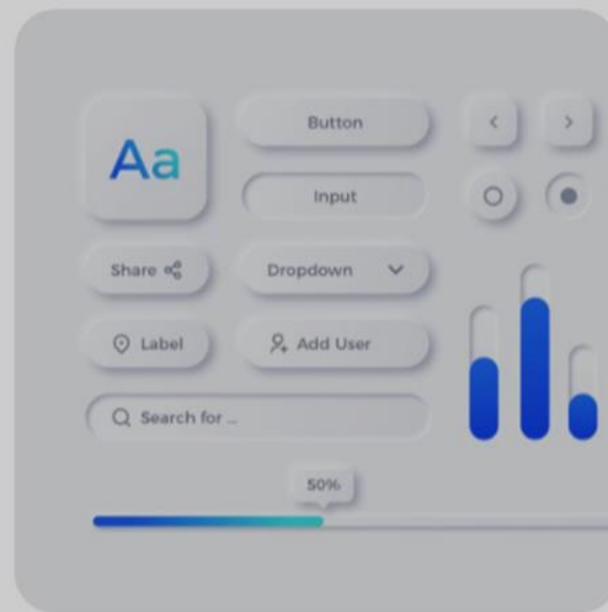 Aa
Button
Input
Share
Dropdown
Label
Add User
Search for ...
50%